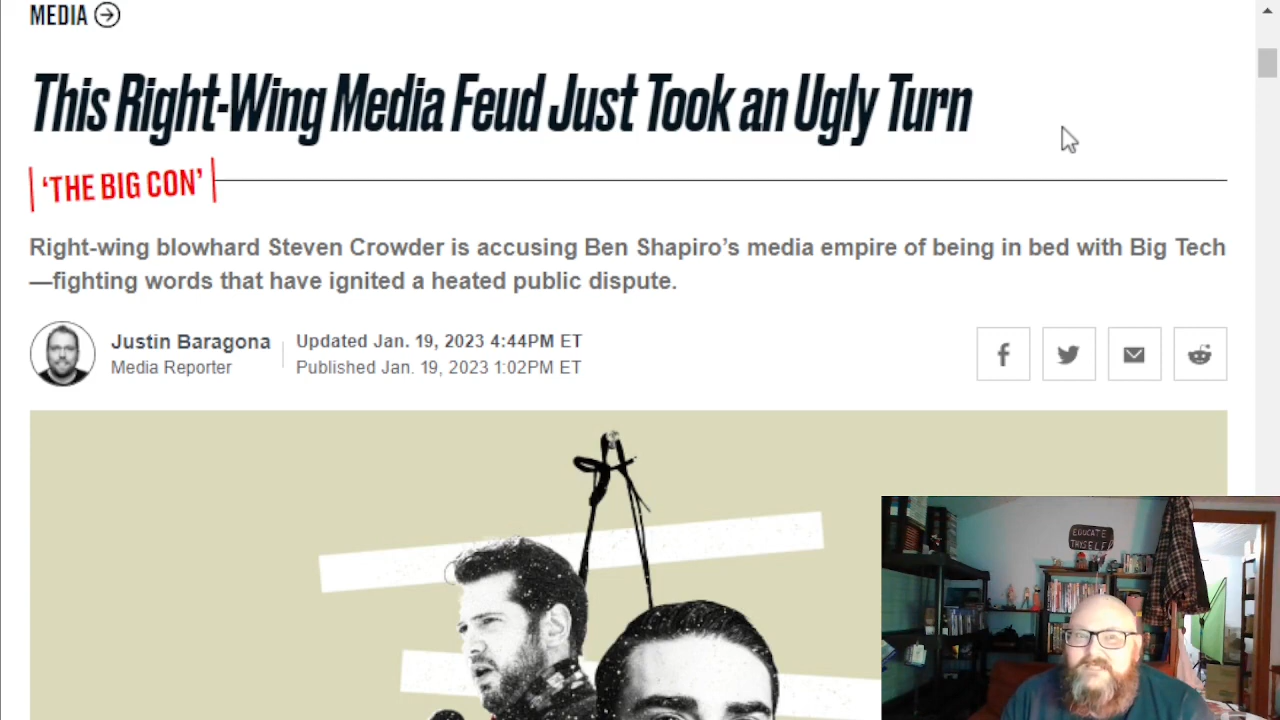 MEDIA
This Right-Wing Media Feud Just Took an Ugly Turn
'THE BIG CON'
Right-wing blowhard Steven Crowder is accusing Ben Shapiro's media empire of being in bed with Big Tech
—fighting words that have ignited a heated public dispute.
Justin Baragona
Media Reporter
Updated Jan. 19, 2023 4:44PM ET
Published Jan. 19, 2023 1:02PM ET
EDUCATE
THYSELF